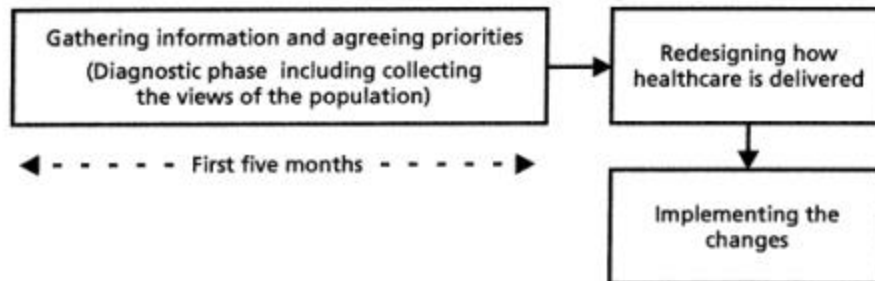 Gathering information and agreeing priorities
(Diagnostic phase including collecting
the views of the population)
Redesigning how
healthcare is delivered
First five months
Implementing the
changes